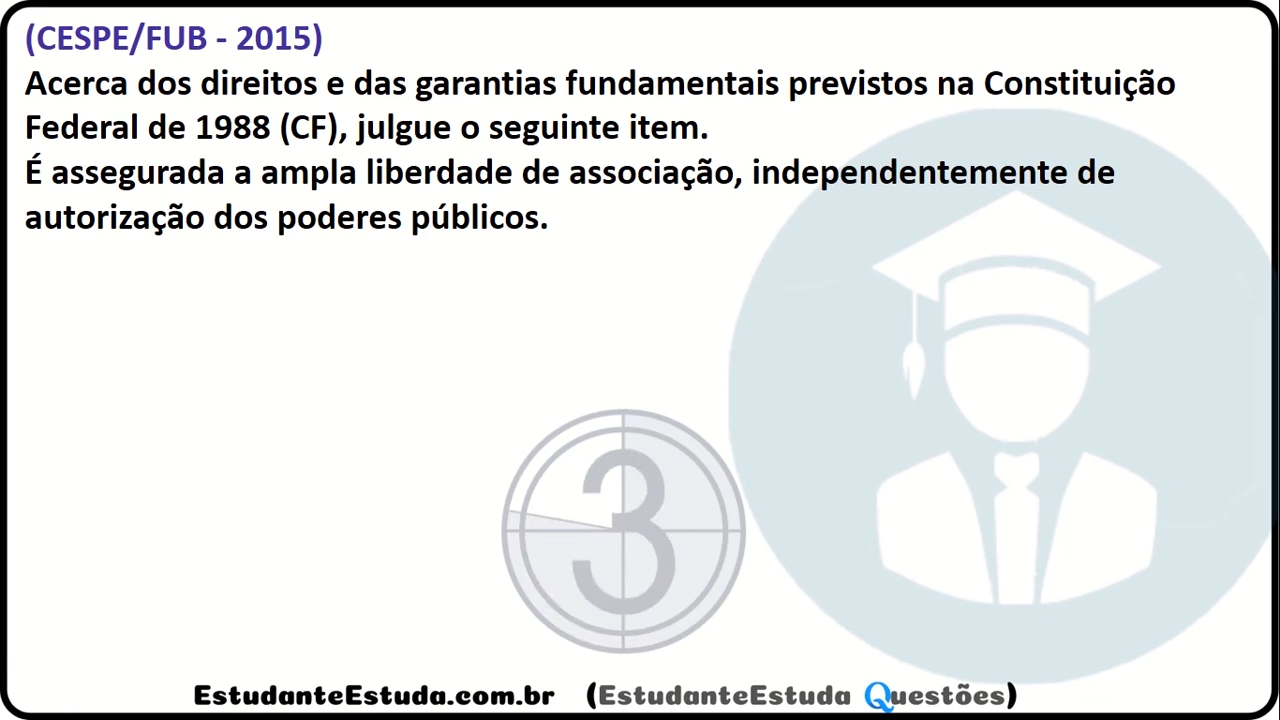 (CESPE/FUB - 2015)
Acerca dos direitos e das garantias fundamentais previstos na Constituição
Federal de 1988 (CF), julgue o seguinte item.
É assegurada a ampla liberdade de associação, independentemente de
autorização dos poderes públicos.
3
EstudanteEstuda.com.br (EstudanteEstuda Questões)